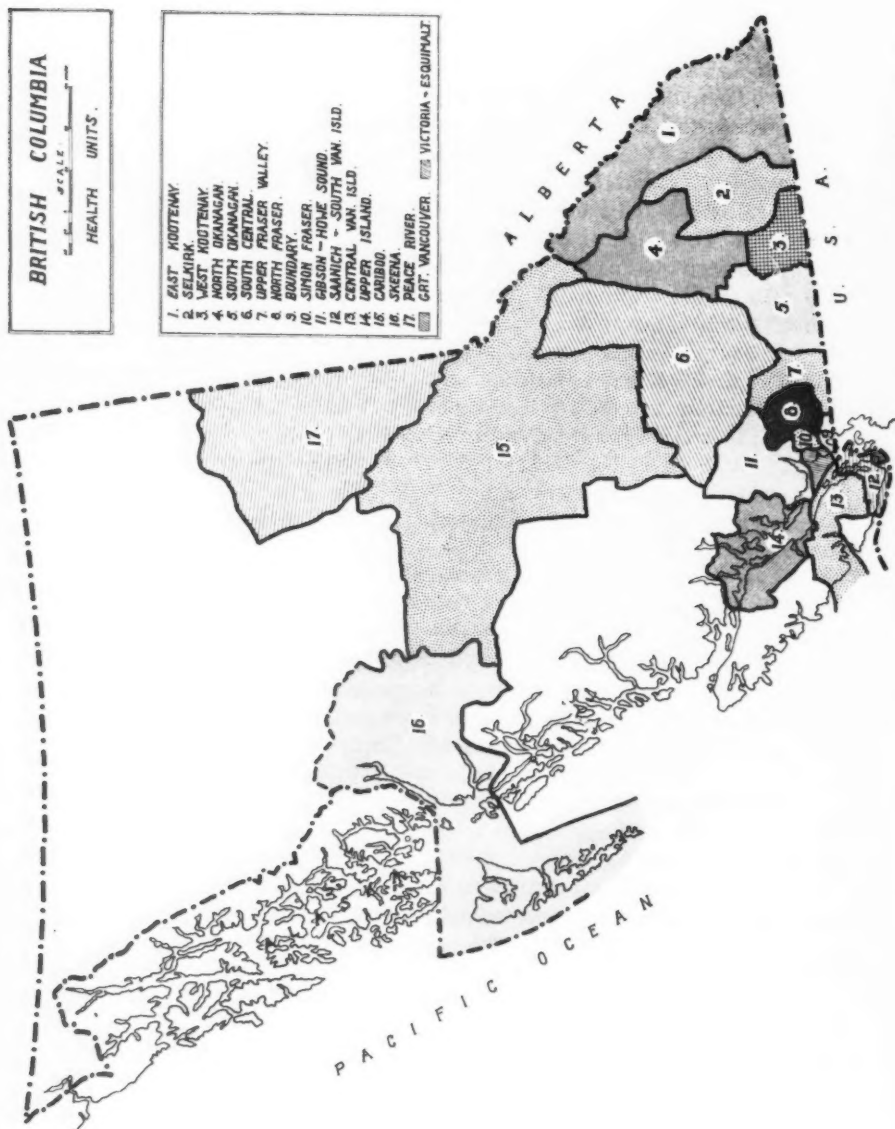 BRITISH COLUMBIA
SCALE
HEALTH UNITS.
1. EAST KOOTENAY.
2. SELKIRK.
3. WEST KOOTENAY.
4. NORTH OKANAGAN.
5. SOUTH OKANAGAN.
6. SOUTH CENTRAL.
7. UPPER FRASER VALLEY.
8. NORTH FRASER.
9. BOUNDARY.
10. SIMON FRASER.
11. GIBSON - HOWE SOUND.
12. SAANICH - SOUTH VAN. ISLD.
13. CENTRAL VAN. ISLD.
14. UPPER ISLAND.
15. CARIBOO.
16. SKEENA.
17. PEACE RIVER.
GRT. VANCOUVER. VICTORIA - ESQUIMALT.
ALBERTA
U. S. A.
PACIFIC OCEAN
ALASKA
17.
16.
15.
14.
13.
12.
11.
10.
9
8
7.
6.
5.
4.
3.
2.
1.